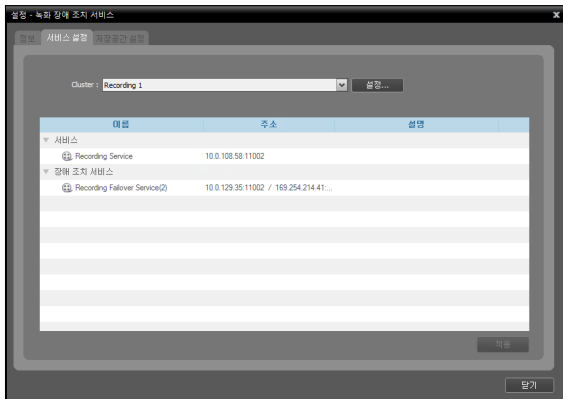 설정 - 녹화 장애 조치 서비스
정보 서비스 설정 저장공간 설정
Cluster : Recording 1 설정...
이름 주소 설명
서비스
Recording Service 10.0.108.58:11002
장애 조치 서비스
Recording Failover Service(2) 10.0.129.35:11002 / 169.254.214.41:...
적용
닫기